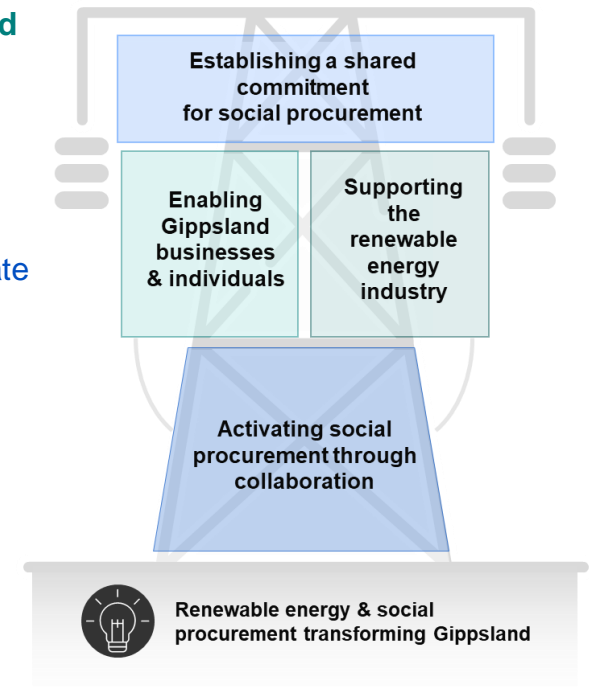 d
Establishing a shared
commitment
for social procurement
Enabling
Gippsland
businesses
& individuals
Supporting
the
renewable
energy
industry
ate
Activating social
procurement through
collaboration
Renewable energy & social
procurement transforming Gippsland